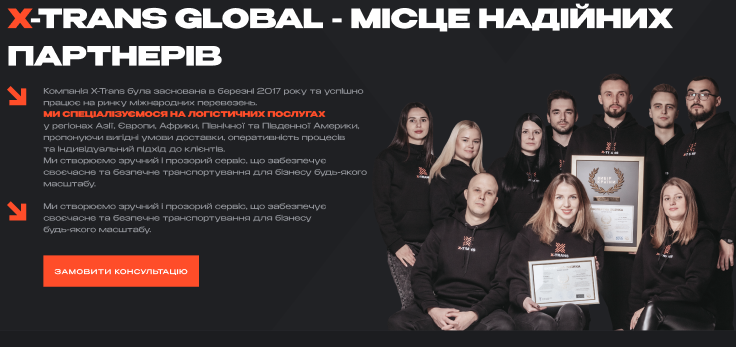 X-TRANS GLOBAL - МІСЦЕ НАДІЙНИХ
ПАРТНЕРІВ
Компанія X-Trans була заснована в березні 2017 року та успішно
працює на ринку міжнародних перевезень.
МИ СПЕЦІАЛІЗУЄМОСЯ НА ЛОГІСТИЧНИХ ПОСЛУГАХ
у регіонах Азії, Європи, Африки, Північної та Південної Америки,
пропонуючи вигідні умови доставки, оперативність процесів
та індивідуальний підхід до клієнтів.
Ми створюємо зручний і прозорий сервіс, що забезпечує
своєчасне та безпечне транспортування для бізнесу будь-якого
масштабу.
Ми створюємо зручний і прозорий сервіс, що забезпечує
своєчасне та безпечне транспортування для бізнесу
будь-якого масштабу.
ЗАМОВИТИ КОНСУЛЬТАЦІЮ
X-TRANS
X-TRANS